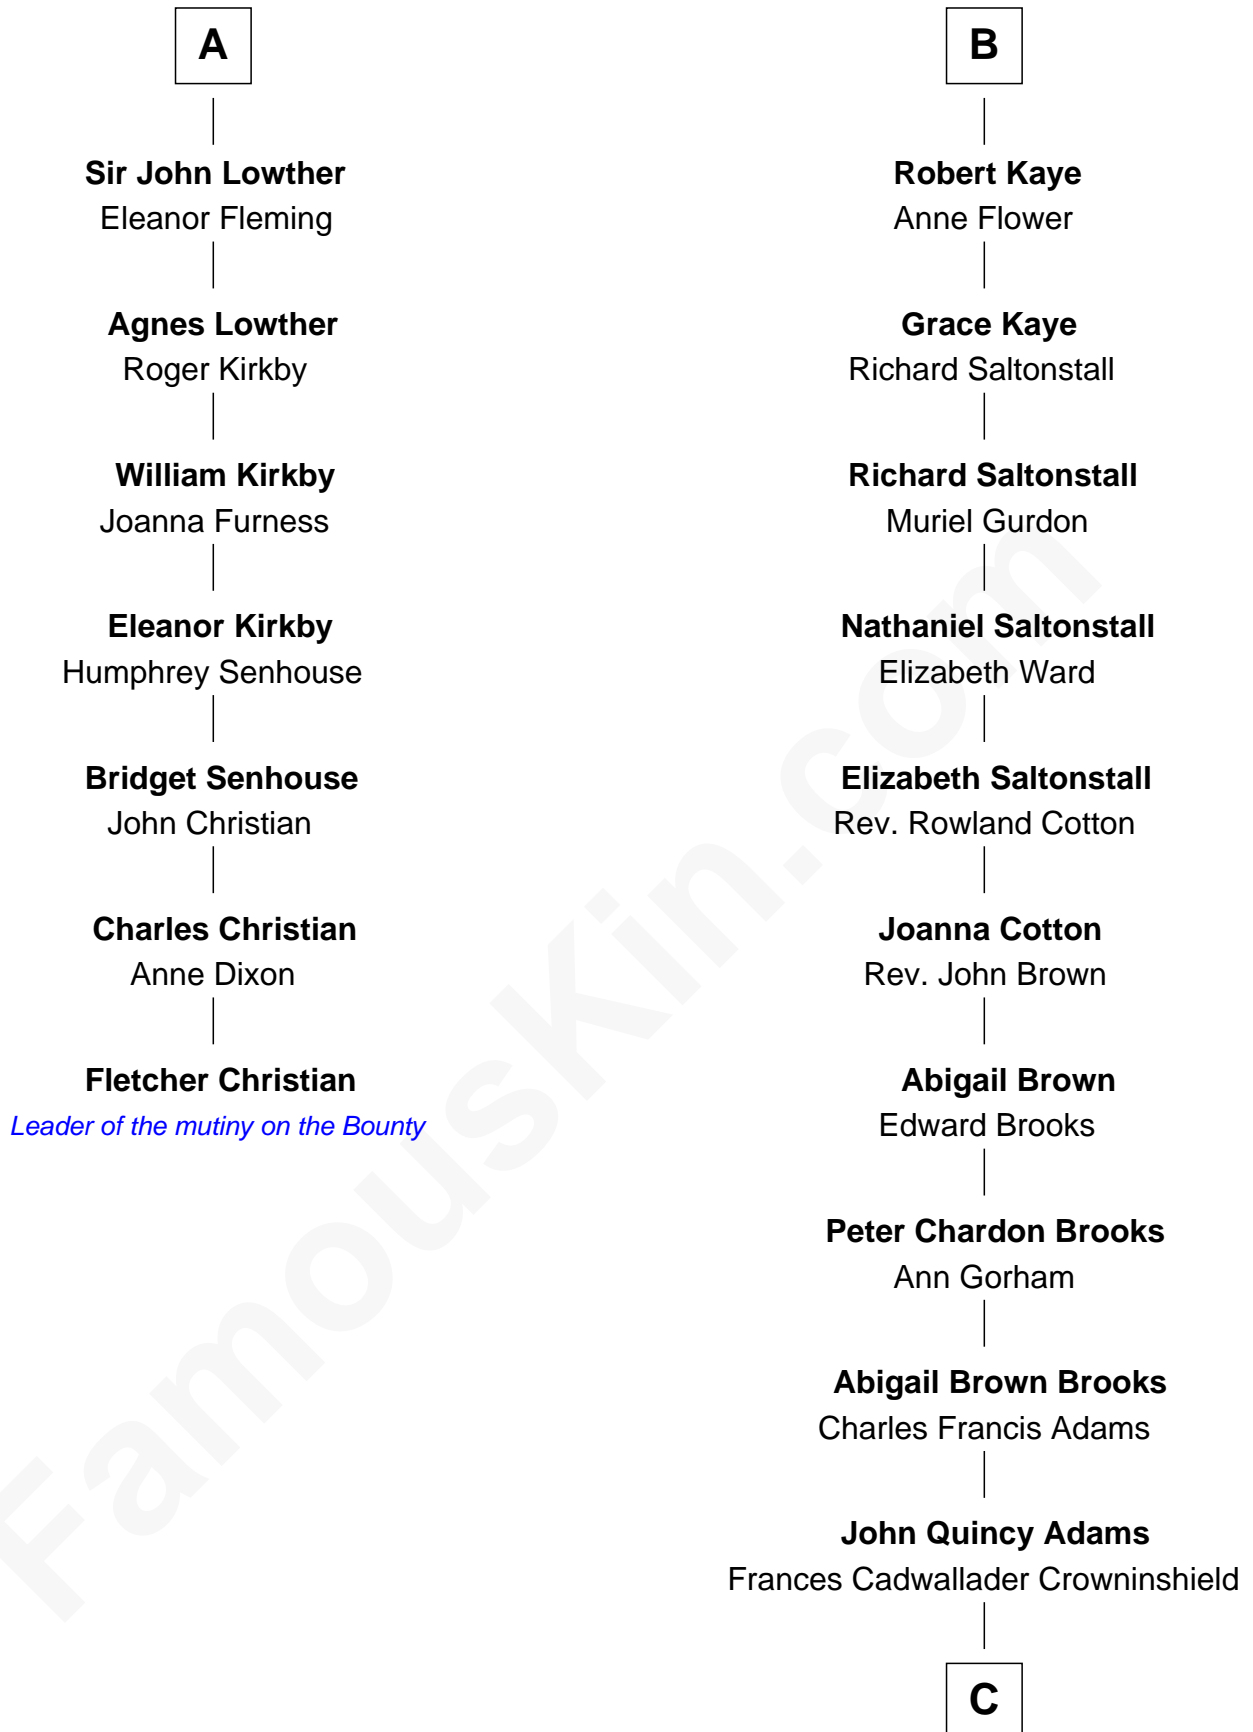 A
Sir John Lowther
Eleanor Fleming
Agnes Lowther
Roger Kirkby
William Kirkby
Joanna Furness
Eleanor Kirkby
Humphrey Senhouse
Bridget Senhouse
John Christian
Charles Christian
Anne Dixon
Fletcher Christian
Leader of the mutiny on the Bounty
B
Robert Kaye
Anne Flower
Grace Kaye
Richard Saltonstall
Richard Saltonstall
Muriel Gurdon
Nathaniel Saltonstall
Elizabeth Ward
Elizabeth Saltonstall
Rev. Rowland Cotton
Joanna Cotton
Rev. John Brown
Abigail Brown
Edward Brooks
Peter Chardon Brooks
Ann Gorham
Abigail Brown Brooks
Charles Francis Adams
John Quincy Adams
Frances Cadwallader Crowninshield
C
FamousKin.com